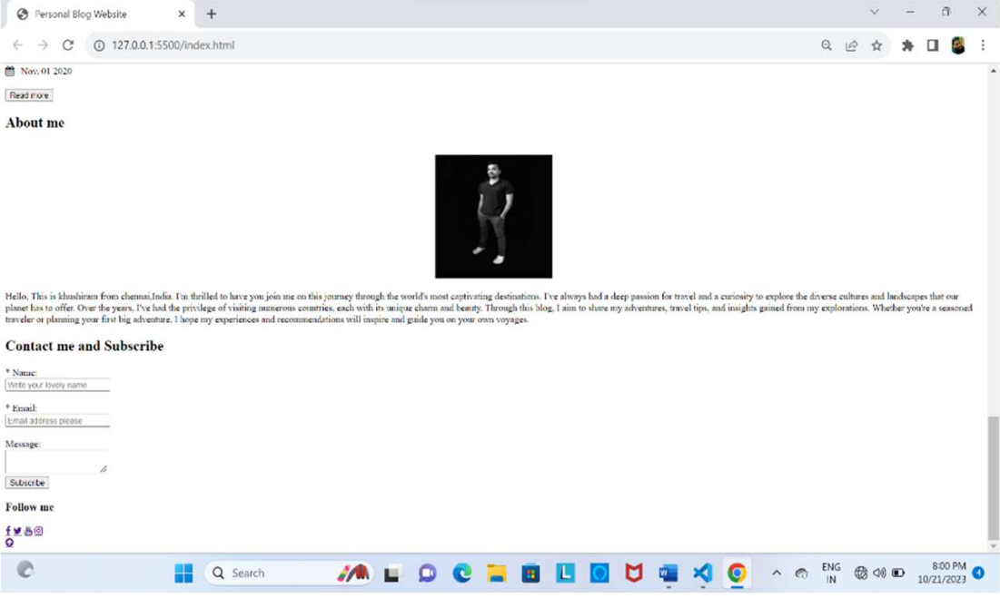 Personal Blog Website
127.0.0.1:5500/index.html
Nov, 01 2020
Read more
About me
Hello, This is khushiram from chennai,India. I'm thrilled to have you join me on this journey through the world's most captivating destinations. I've always had a deep passion for travel and a curiosity to explore the diverse cultures and landscapes that our
planet has to offer. Over the years, I've had the privilege of visiting numerous countries, each with its unique charm and beauty. Through this blog, I aim to share my adventures, travel tips, and insights gained from my explorations. Whether you're a seasoned
traveler or planning your first big adventure, I hope my experiences and recommendations will inspire and guide you on your own voyages.
Contact me and Subscribe
* Name:
Write your lovely name
* Email:
Email address please
Message:
Subscribe
Follow me
Search
L
ENG
IN
8:00 PM
10/21/2023
4